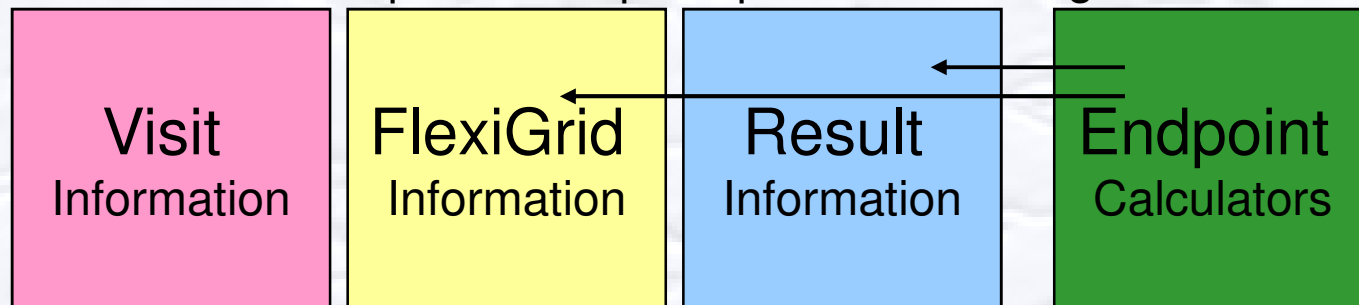 Visit
Information
FlexiGrid
Information
Result
Information
Endpoint
Calculators